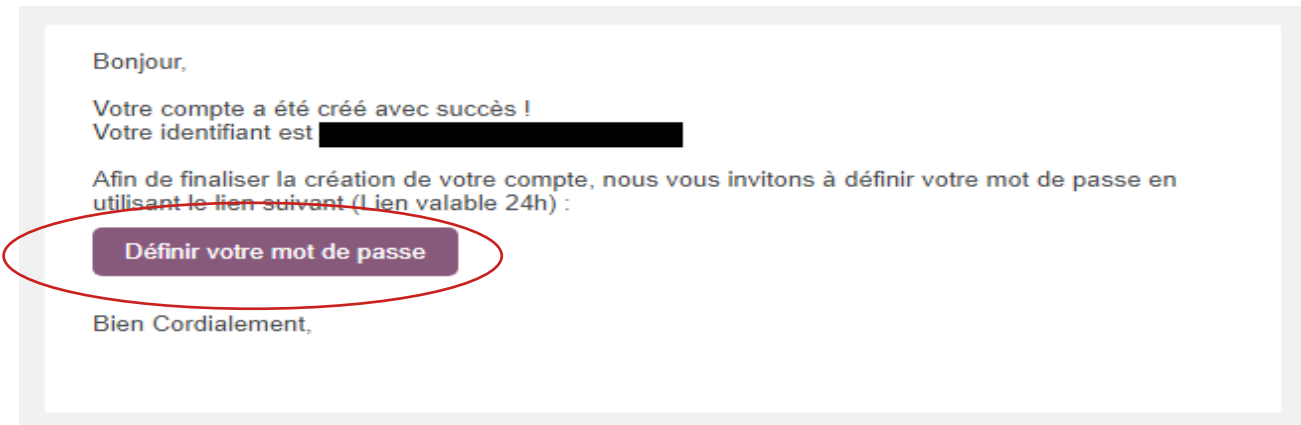 Bonjour,
Votre compte a été créé avec succès !
Votre identifiant est
Afin de finaliser la création de votre compte, nous vous invitons à définir votre mot de passe en
utilisant le lien suivant (Lien valable 24h) :
Définir votre mot de passe
Bien Cordialement,